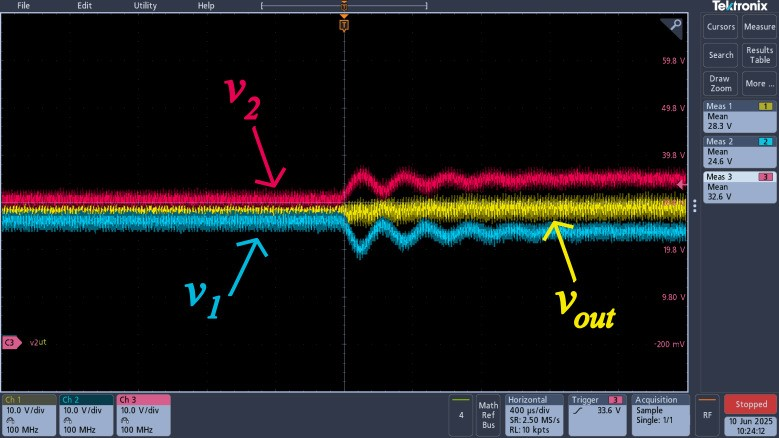 File Edit Utility Help
Tektronix
T
T
Cursors Measure
Search Results Table
Draw Zoom More ...
59.8 V
49.8 V
39.8 V
19.8 V
9.80 V
-200 mV
Meas 1 1
Mean
28.3 V
Meas 2 2
Mean
24.6 V
Meas 3 3
Mean
32.6 V
v2
v1
vout
C3 v2ut
Ch 1
10.0 V/div
100 MHz
Ch 2
10.0 V/div
100 MHz
Ch 3
10.0 V/div
100 MHz
4
Math
Ref
Bus
Horizontal
400 µs/div
SR: 2.50 MS/s
RL: 10 kpts
Trigger 3
33.6 V
Acquisition
Sample
Single: 1/1
RF
Stopped
10 Jun 2025
10:24:12